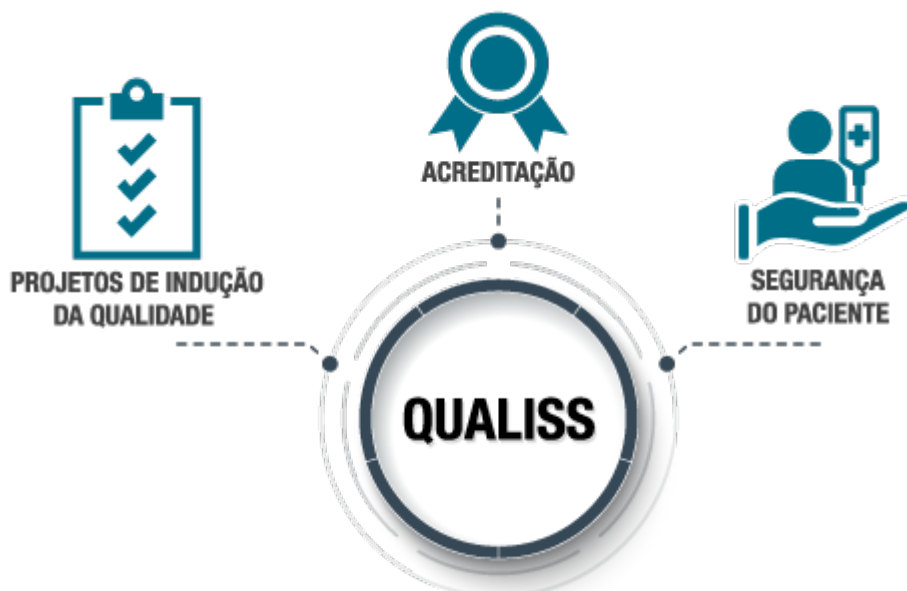 ACREDITAÇÃO
PROJETOS DE INDUÇÃO
DA QUALIDADE
SEGURANÇA
DO PACIENTE
QUALISS